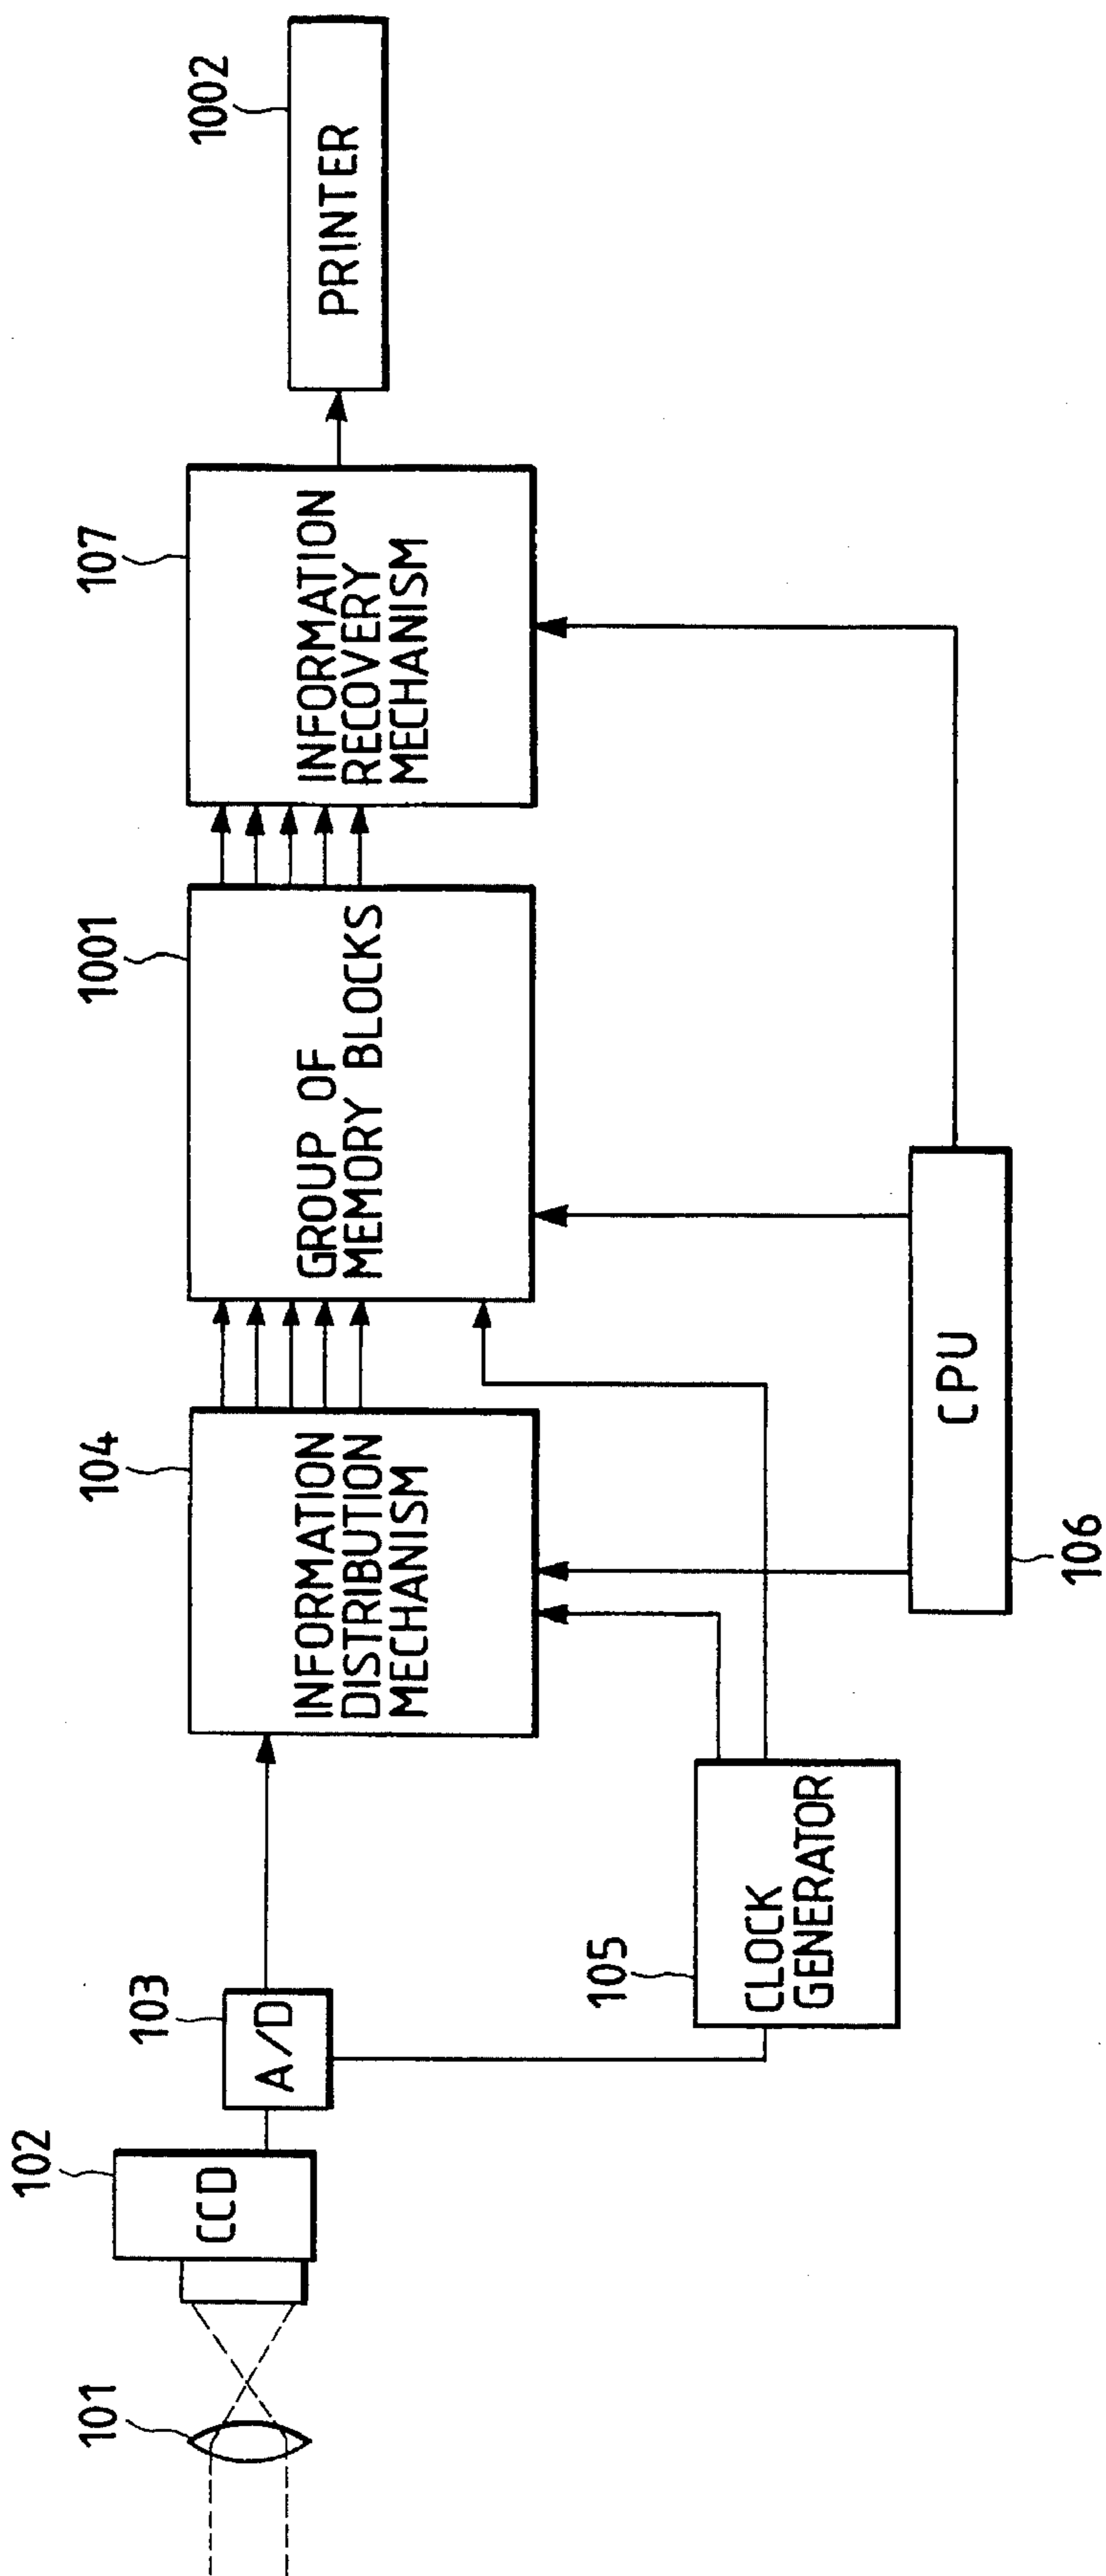 101
102
CCD
103
A/D
104
INFORMATION
DISTRIBUTION
MECHANISM
105
CLOCK
GENERATOR
1001
GROUP OF
MEMORY BLOCKS
106
CPU
107
INFORMATION
RECOVERY
MECHANISM
1002
PRINTER